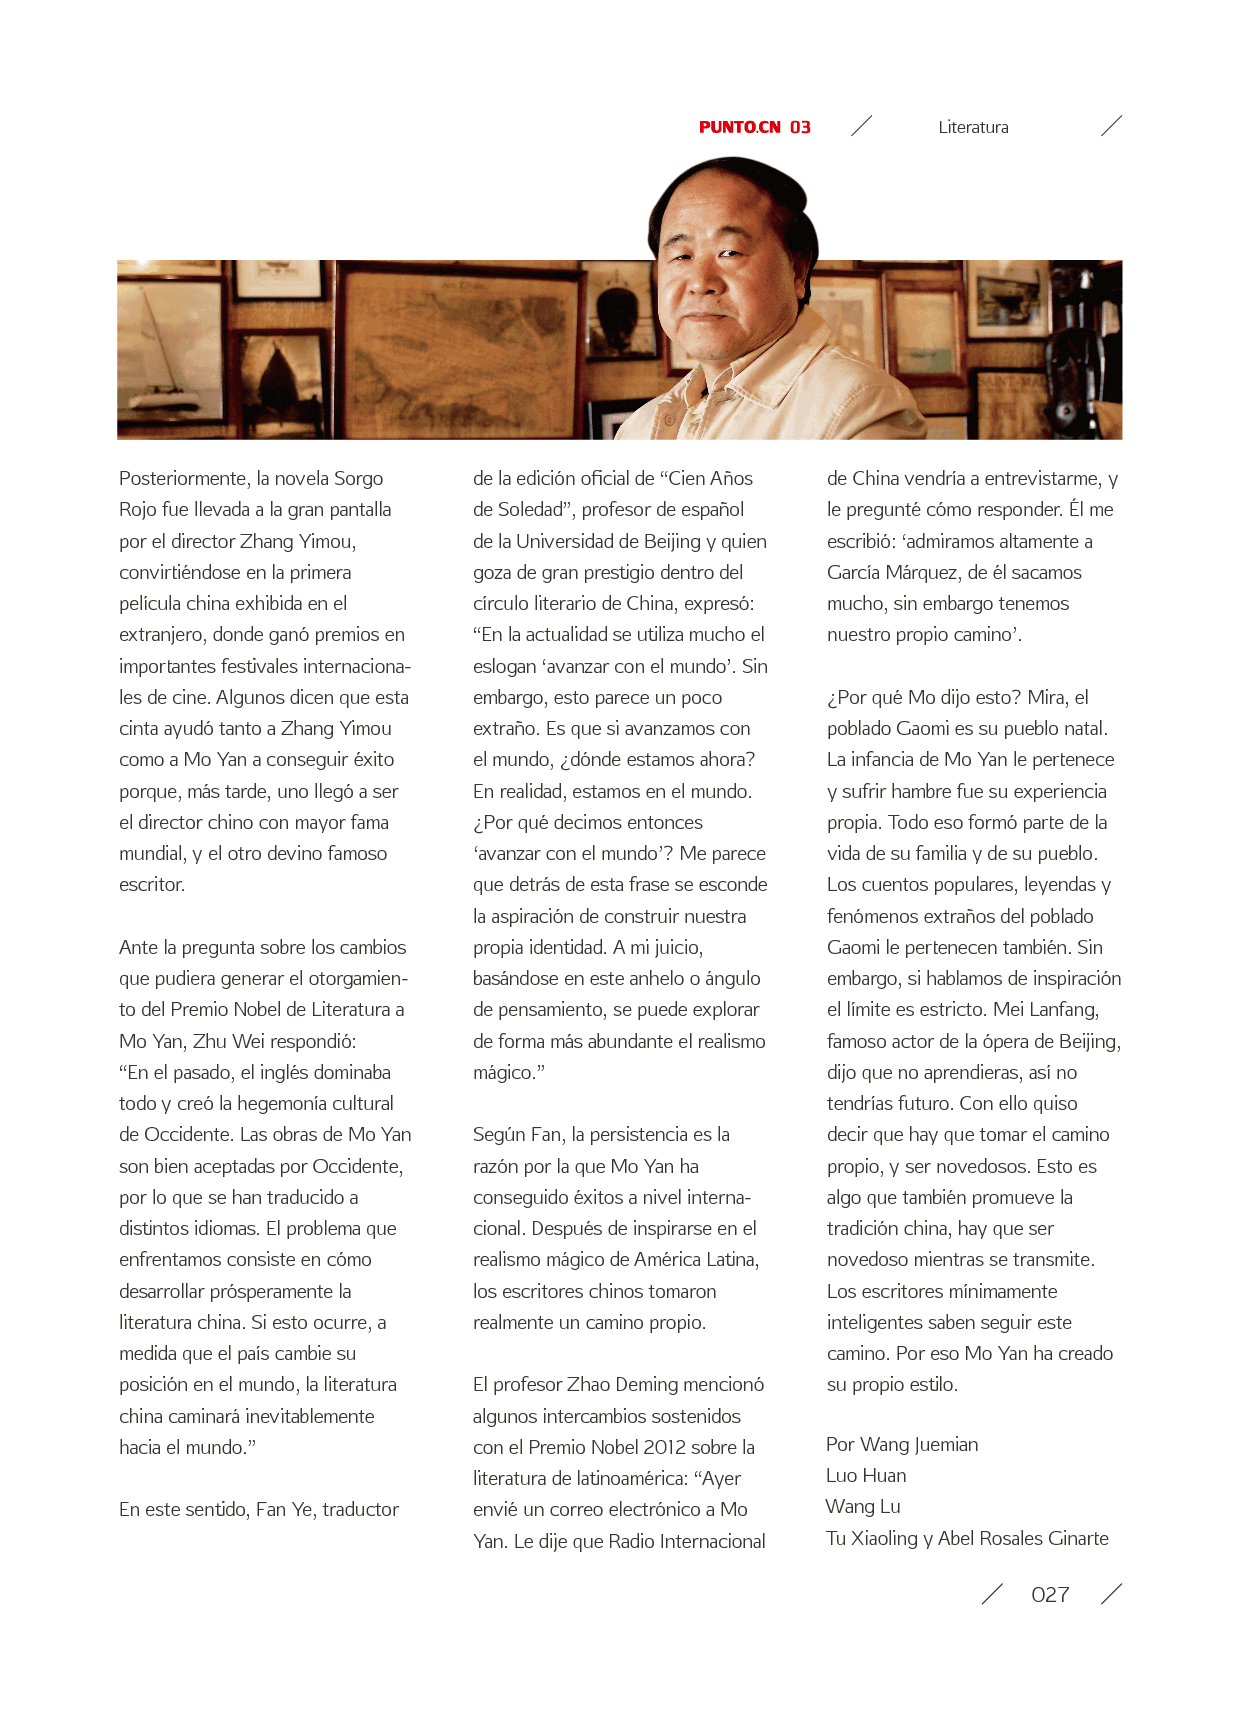 PUNTO.CN 03
Literatura
SAINT-MA
Posteriormente, la novela Sorgo
Rojo fue llevada a la gran pantalla
por el director Zhang Yimou,
convirtiéndose en la primera
película china exhibida en el
extranjero, donde ganó premios en
importantes festivales internaciona-
les de cine. Algunos dicen que esta
cinta ayudó tanto a Zhang Yimou
como a Mo Yan a conseguir éxito
porque, más tarde, uno llegó a ser
el director chino con mayor fama
mundial, y el otro devino famoso
escritor.
Ante la pregunta sobre los cambios
que pudiera generar el otorgamien-
to del Premio Nobel de Literatura a
Mo Yan, Zhu Wei respondió:
“En el pasado, el inglés dominaba
todo y creó la hegemonía cultural
de Occidente. Las obras de Mo Yan
son bien aceptadas por Occidente,
por lo que se han traducido a
distintos idiomas. El problema que
enfrentamos consiste en cómo
desarrollar prósperamente la
literatura china. Si esto ocurre, a
medida que el país cambie su
posición en el mundo, la literatura
china caminará inevitablemente
hacia el mundo.”
En este sentido, Fan Ye, traductor
de la edición oficial de “Cien Años
de Soledad”, profesor de español
de la Universidad de Beijing y quien
goza de gran prestigio dentro del
círculo literario de China, expresó:
“En la actualidad se utiliza mucho el
eslogan ‘avanzar con el mundo’. Sin
embargo, esto parece un poco
extraño. Es que si avanzamos con
el mundo, ¿dónde estamos ahora?
En realidad, estamos en el mundo.
¿Por qué decimos entonces
‘avanzar con el mundo’? Me parece
que detrás de esta frase se esconde
la aspiración de construir nuestra
propia identidad. A mi juicio,
basándose en este anhelo o ángulo
de pensamiento, se puede explorar
de forma más abundante el realismo
mágico.”
Según Fan, la persistencia es la
razón por la que Mo Yan ha
conseguido éxitos a nivel interna-
cional. Después de inspirarse en el
realismo mágico de América Latina,
los escritores chinos tomaron
realmente un camino propio.
El profesor Zhao Deming mencionó
algunos intercambios sostenidos
con el Premio Nobel 2012 sobre la
literatura de latinoamérica: “Ayer
envié un correo electrónico a Mo
Yan. Le dije que Radio Internacional
de China vendría a entrevistarme, y
le pregunté cómo responder. Él me
escribió: ‘admiramos altamente a
García Márquez, de él sacamos
mucho, sin embargo tenemos
nuestro propio camino’.
¿Por qué Mo dijo esto? Mira, el
poblado Gaomi es su pueblo natal.
La infancia de Mo Yan le pertenece
y sufrir hambre fue su experiencia
propia. Todo eso formó parte de la
vida de su familia y de su pueblo.
Los cuentos populares, leyendas y
fenómenos extraños del poblado
Gaomi le pertenecen también. Sin
embargo, si hablamos de inspiración
el límite es estricto. Mei Lanfang,
famoso actor de la ópera de Beijing,
dijo que no aprendieras, así no
tendrías futuro. Con ello quiso
decir que hay que tomar el camino
propio, y ser novedosos. Esto es
algo que también promueve la
tradición china, hay que ser
novedoso mientras se transmite.
Los escritores mínimamente
inteligentes saben seguir este
camino. Por eso Mo Yan ha creado
su propio estilo.
Por Wang Juemian
Luo Huan
Wang Lu
Tu Xiaoling y Abel Rosales Ginarte
027